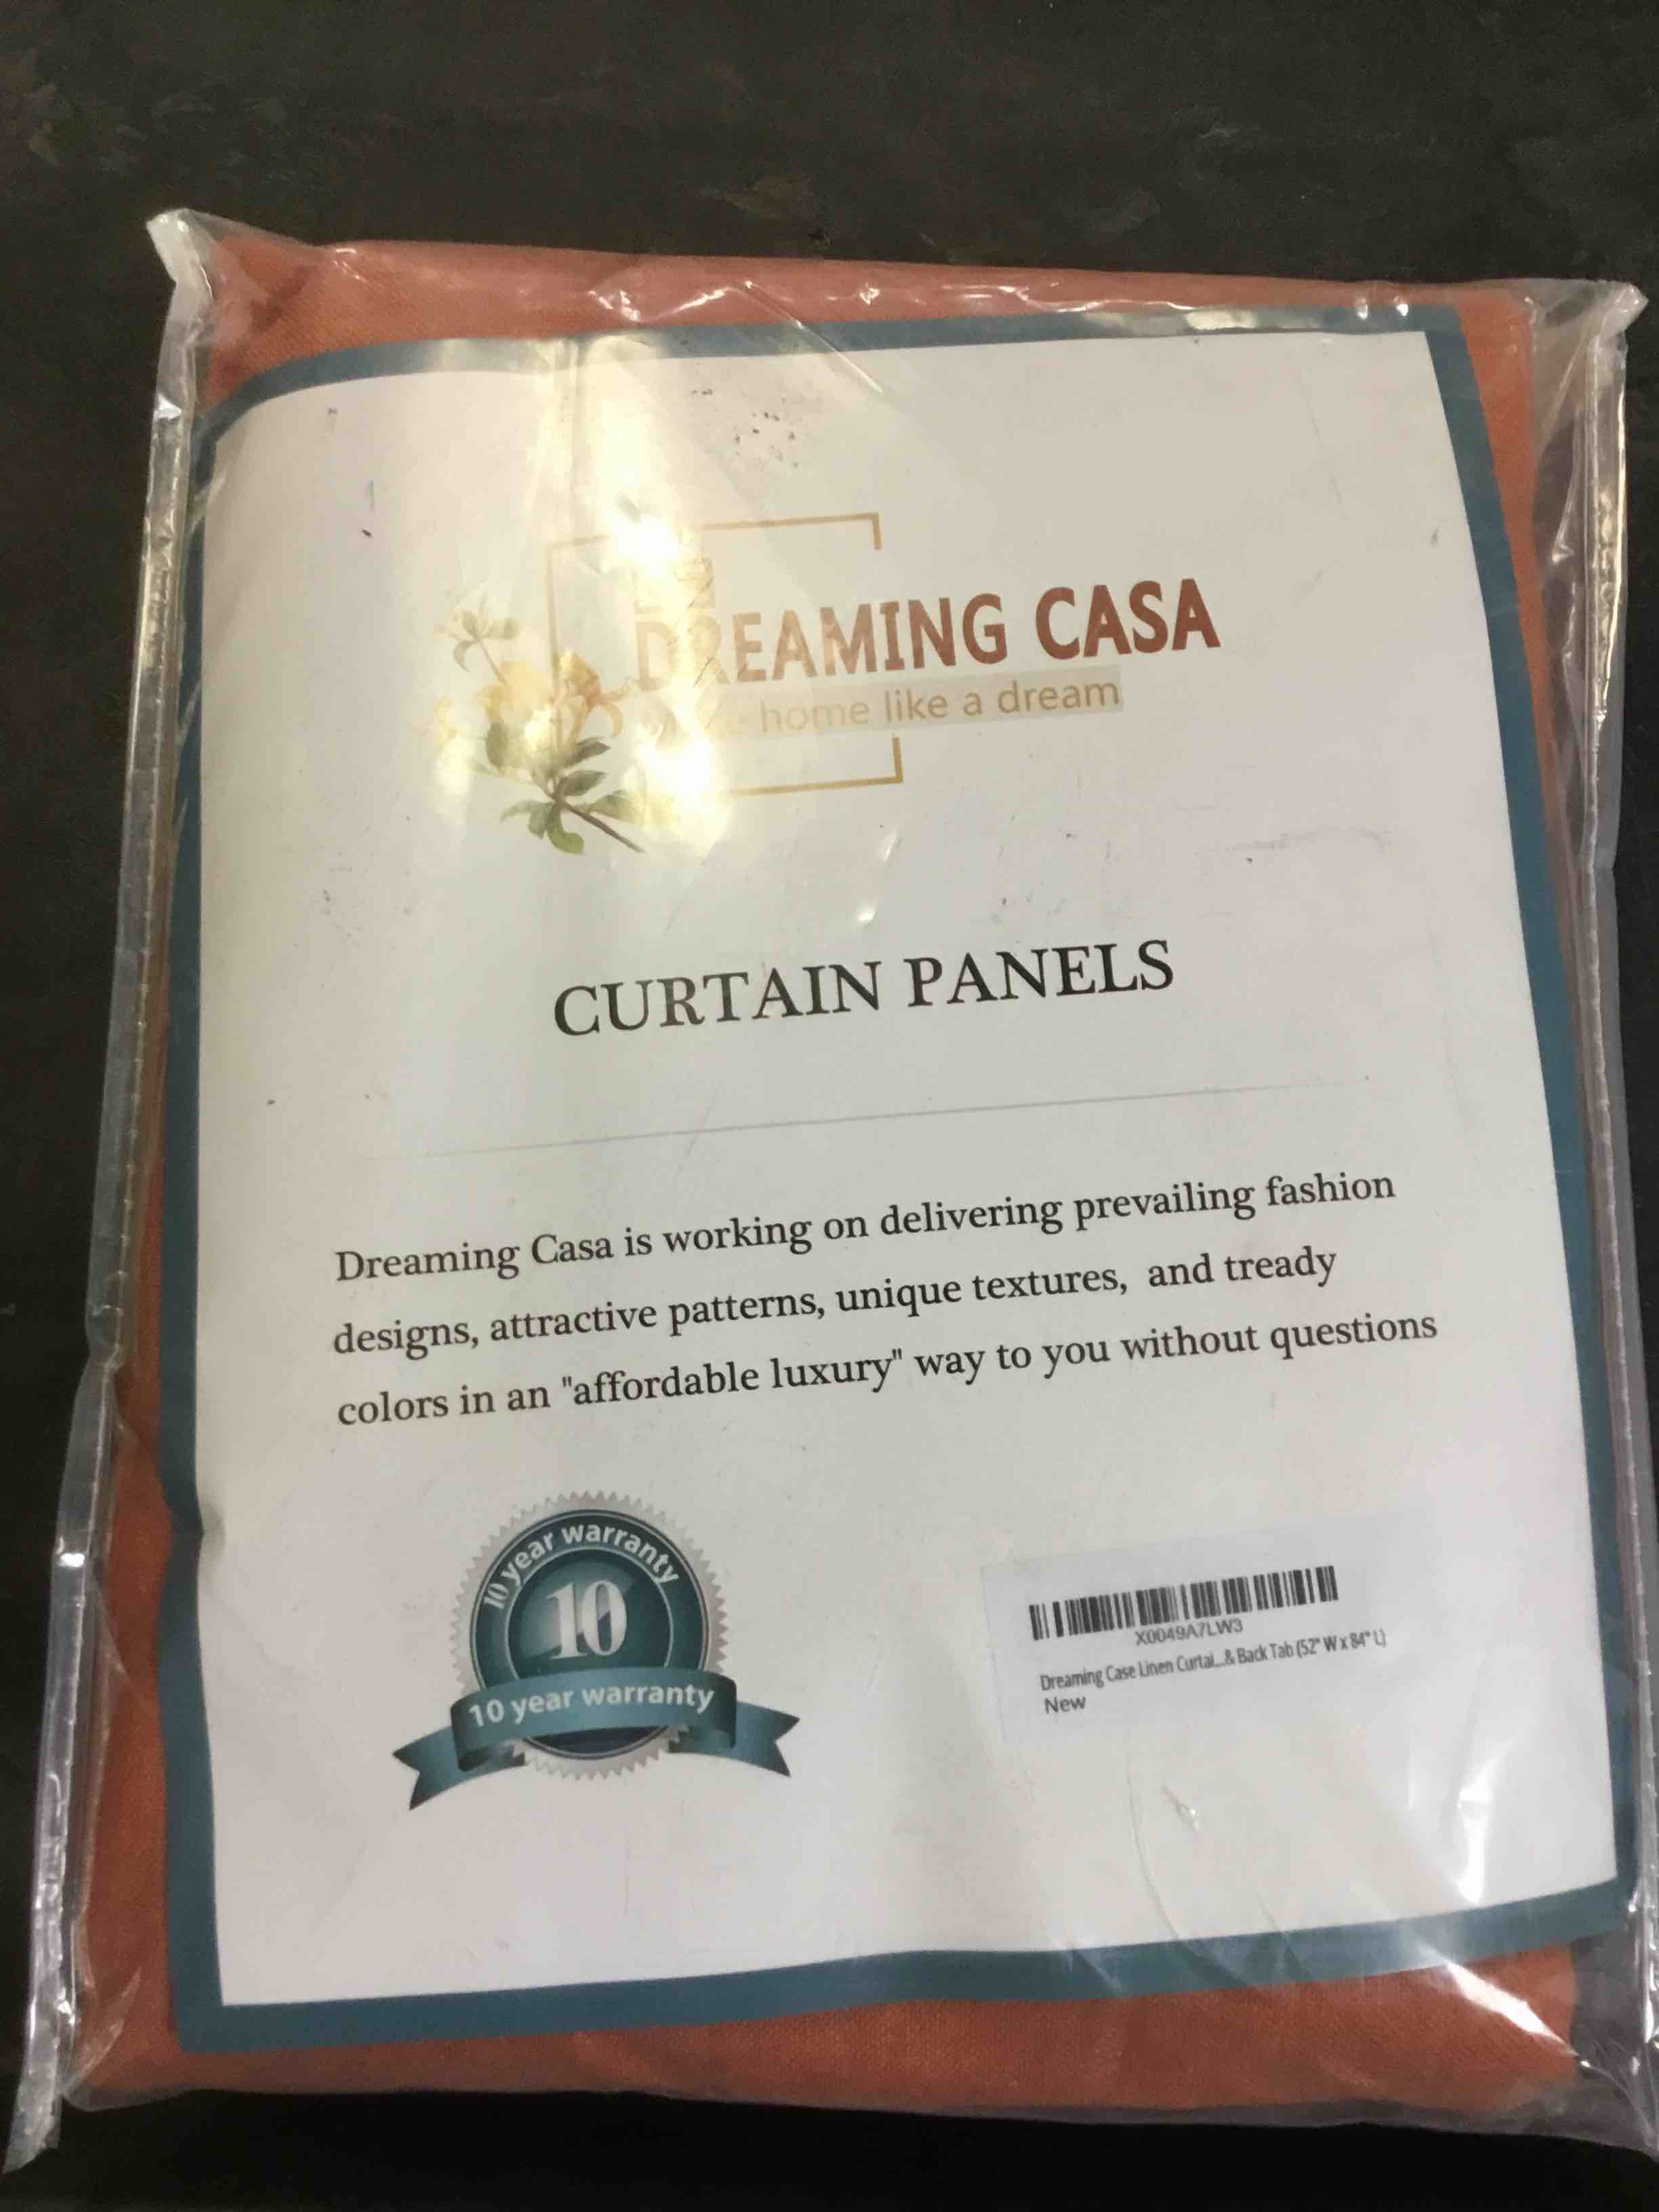 DREAMING CASA
home like a dream
CURTAIN PANELS
Dreaming Casa is working on delivering prevailing fashion
designs, attractive patterns, unique textures, and tready
colors in an "affordable luxury" way to you without questions
10 year warranty
10
10 year warranty
X0049A7LW3
Dreaming Case Linen Curtai...& Back Tab (52" W x 84" L)
New